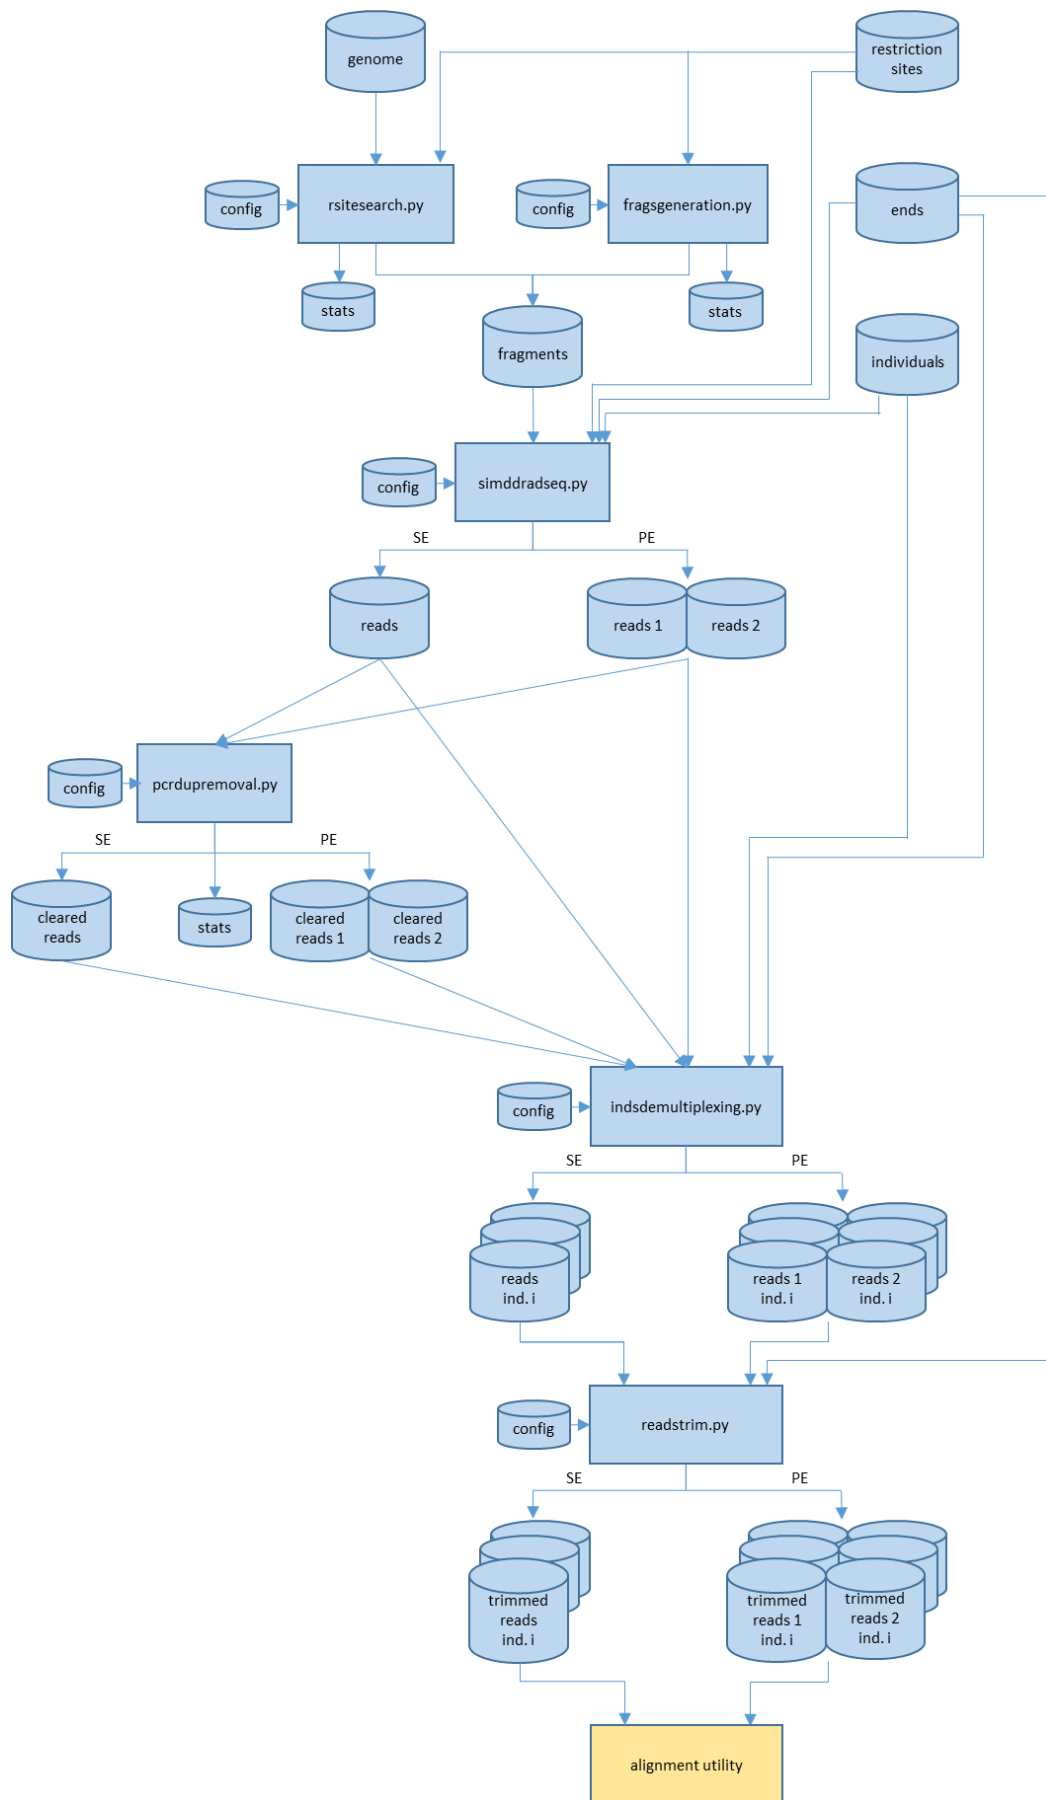 genome
restriction
sites
config
rsitesearch.py
config
fragsgeneration.py
ends
stats
stats
fragments
individuals
config
simddradseq.py
SE
PE
reads
reads 1
reads 2
config
pcrdupremoval.py
SE
PE
cleared
reads
stats
cleared
reads 1
cleared
reads 2
config
indsdemultiplexing.py
SE
PE
reads
ind. i
reads 1
ind. i
reads 2
ind. i
config
readstrim.py
SE
PE
trimmed
reads
ind. i
trimmed
reads 1
ind. i
trimmed
reads 2
ind. i
alignment utility